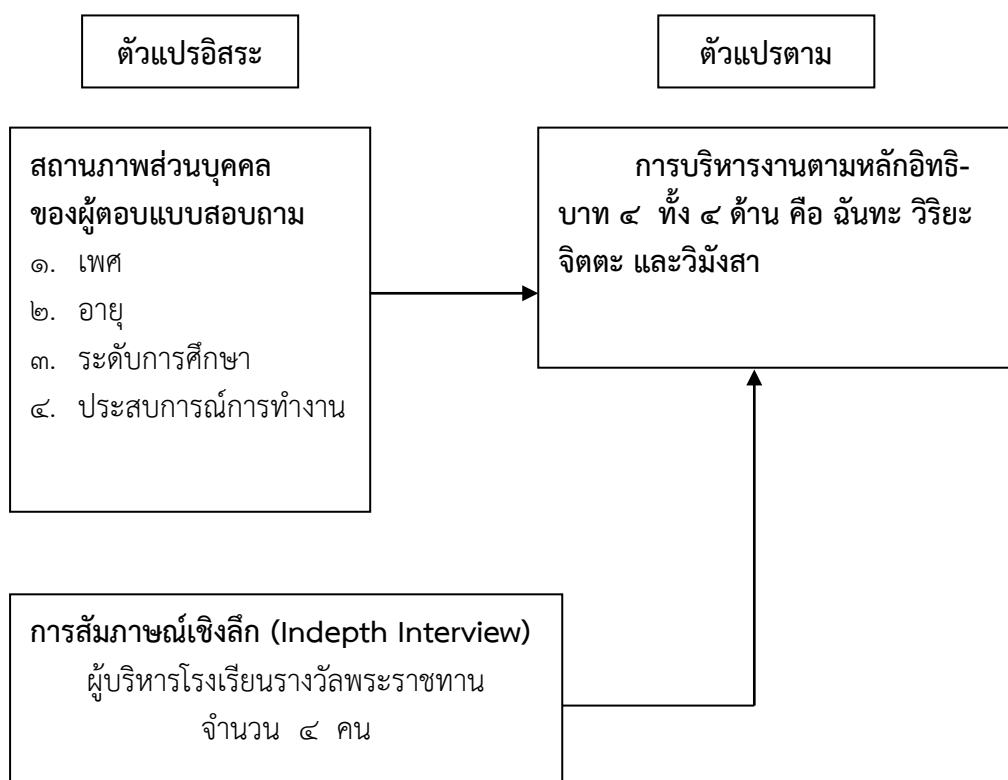 ตัวแปรอิสระ
ตัวแปรตาม
สถานภาพส่วนบุคคล
ของผู้ตอบแบบสอบถาม
๑. เพศ
๒. อายุ
๓. ระดับการศึกษา
๔. ประสบการณ์การทำงาน
การบริหารงานตามหลักอิทธิ-
บาท ๔ ทั้ง ๔ ด้าน คือ ฉันทะ วิริยะ
จิตตะ และวิมังสา
การสัมภาษณ์เชิงลึก (Indepth Interview)
ผู้บริหารโรงเรียนรางวัลพระราชทาน
จำนวน ๔ คน